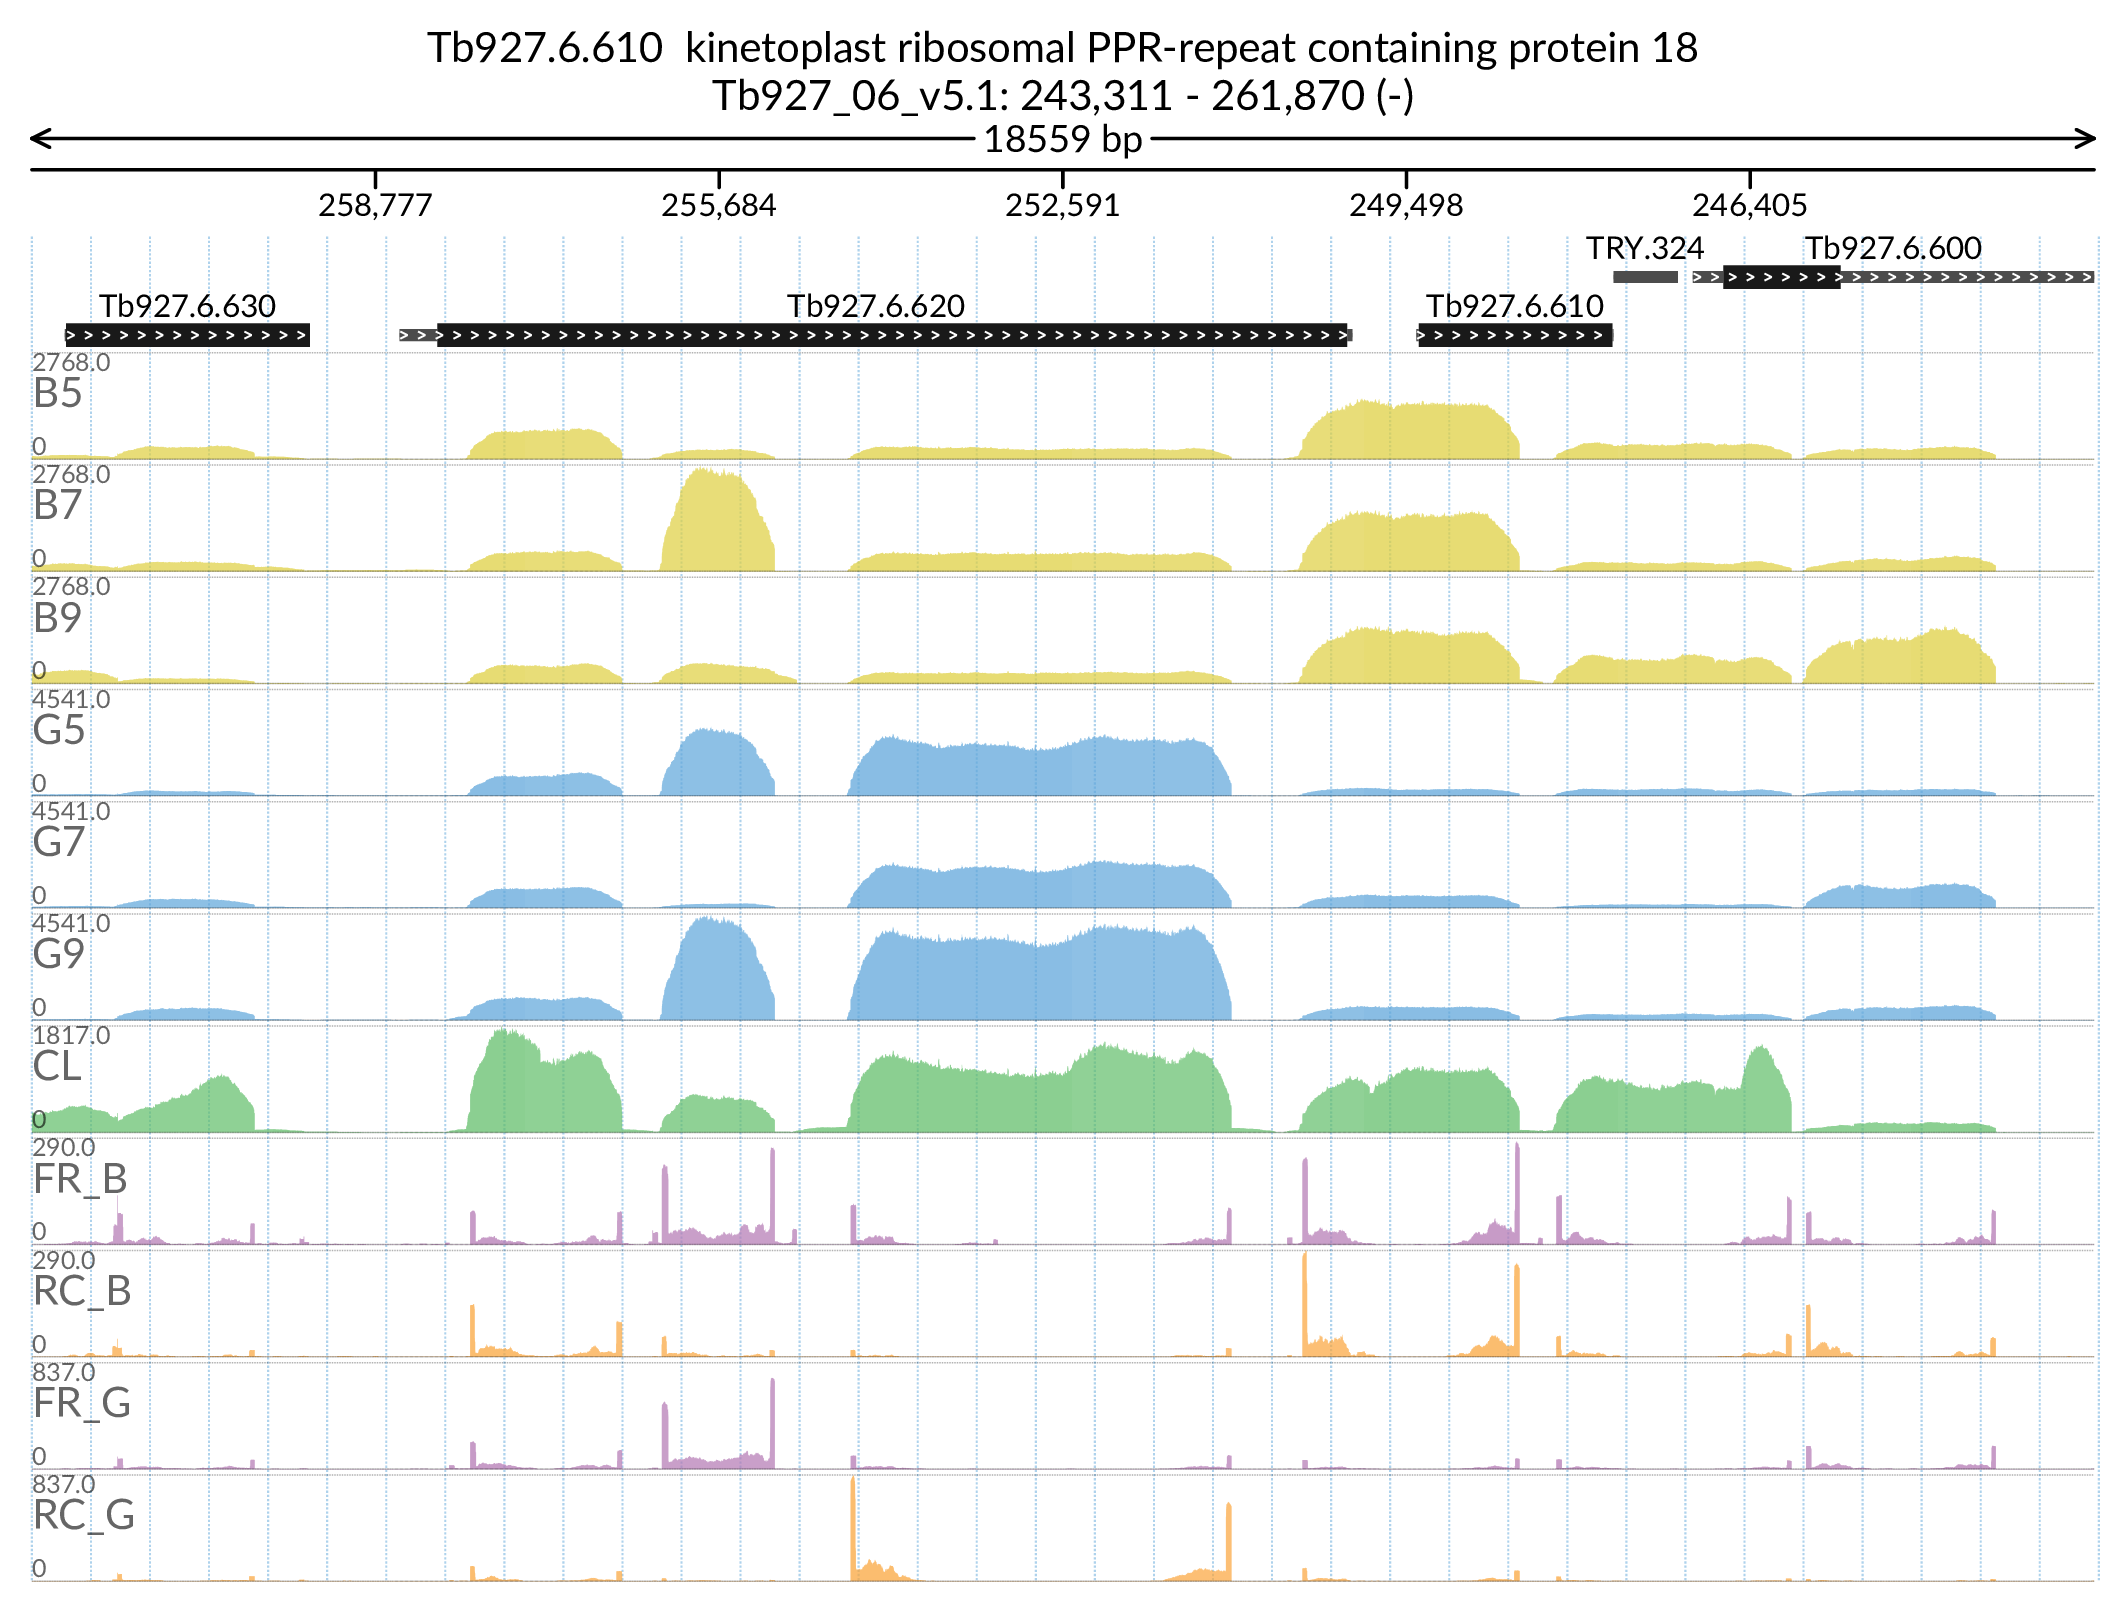 Tb927.6.610  kinetoplast ribosomal PPR-repeat containing protein 18
Tb927_06_v5.1: 243,311 - 261,870 (-)
18559 bp
258,777 255,684 252,591 249,498 246,405
TRY.324 Tb927.6.600
Tb927.6.630 Tb927.6.620 Tb927.6.610
2768.0
B5
0
2768.0
B7
0
2768.0
B9
0
4541.0
G5
0
4541.0
G7
0
4541.0
G9
0
1817.0
CL
0
290.0
FR_B
0
290.0
RC_B
0
837.0
FR_G
0
837.0
RC_G
0